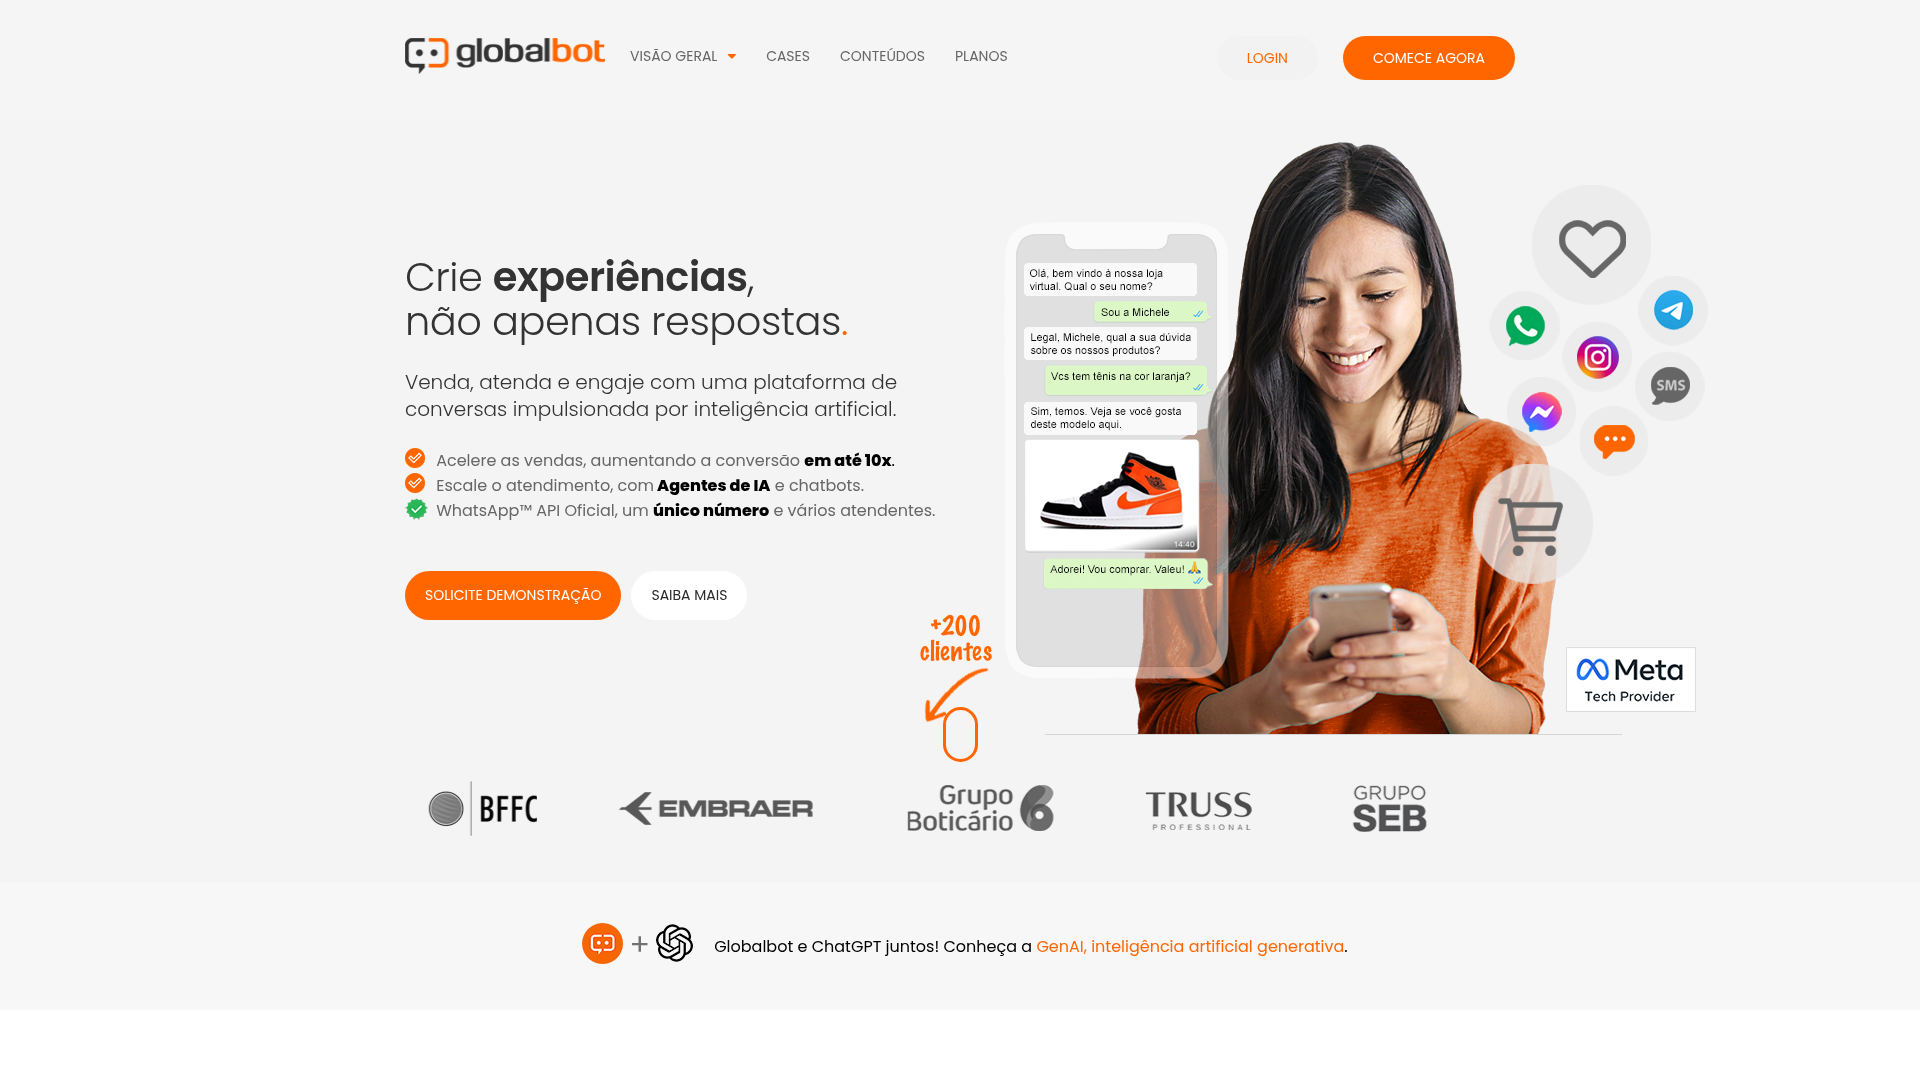 globalbot
VISÃO GERAL
CASES
CONTEÚDOS
PLANOS
LOGIN
COMECE AGORA
Crie experiências,
não apenas respostas.
Venda, atenda e engaje com uma plataforma de
conversas impulsionada por inteligência artificial.
Acelere as vendas, aumentando a conversão em até 10x.
Escale o atendimento, com Agentes de IA e chatbots.
WhatsApp™ API Oficial, um único número e vários atendentes.
SOLICITE DEMONSTRAÇÃO
SAIBA MAIS
Olá, bem vindo à nossa loja
virtual. Qual o seu nome?
Sou a Michele
Legal, Michele, qual a sua dúvida
sobre os nossos produtos?
Vcs tem tênis na cor laranja?
Sim, temos. Veja se você gosta
deste modelo aqui.
14:40
Adorei! Vou comprar. Valeu! 🙏
SMS
Meta
Tech Provider
+200
clientes
BFFC
EMBRAER
Grupo
Boticário
TRUSS
PROFESSIONAL
GRUPO
SEB
Globalbot e ChatGPT juntos! Conheça a GenAI, inteligência artificial generativa.